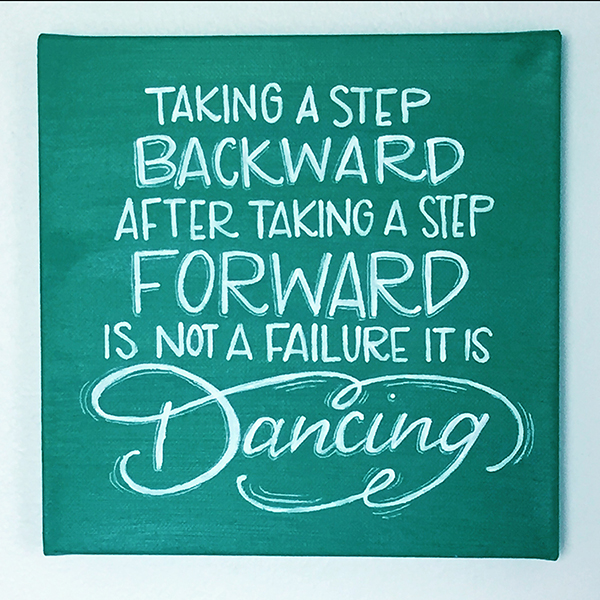 TAKING A STEP
BACKWARD
AFTER TAKING A STEP
FORWARD
IS NOT A FAILURE IT IS
Dancing